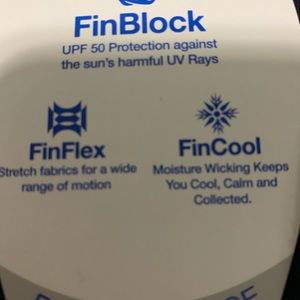 FinBlock
UPF 50 Protection against
the sun's harmful UV Rays
FinFlex
Stretch fabrics for a wide
range of motion
FinCool
Moisture Wicking Keeps
You Cool, Calm and
Collected.